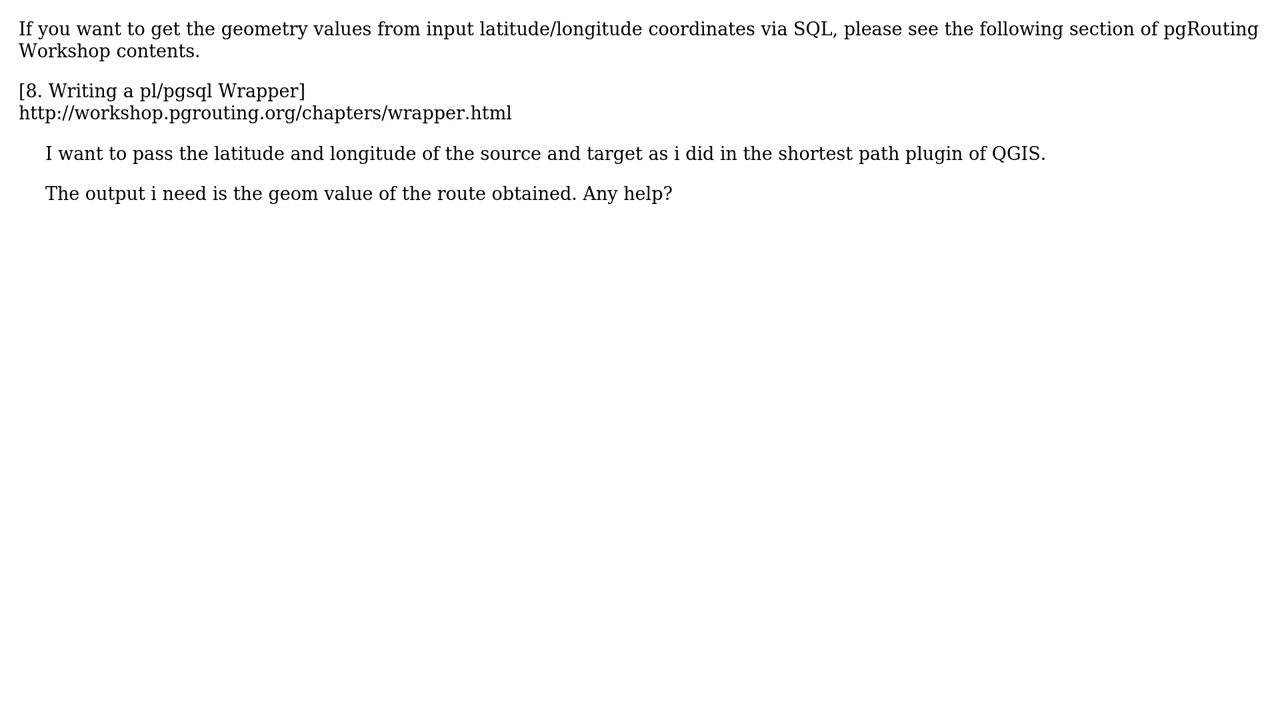 If you want to get the geometry values from input latitude/longitude coordinates via SQL, please see the following section of pgRouting
Workshop contents.
[8. Writing a pl/pgsql Wrapper]
http://workshop.pgrouting.org/chapters/wrapper.html
I want to pass the latitude and longitude of the source and target as i did in the shortest path plugin of QGIS.
The output i need is the geom value of the route obtained. Any help?